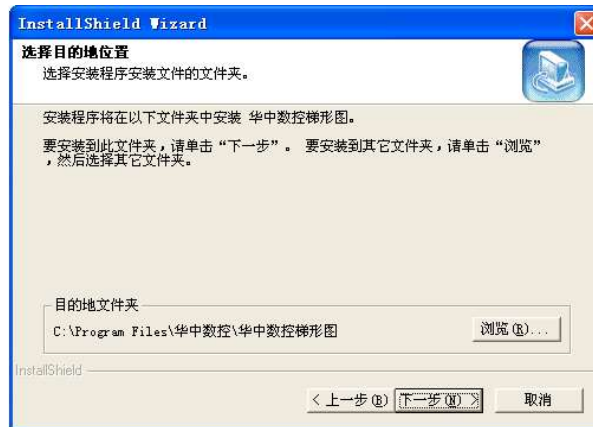 InstallShield Wizard
选择目的地位置
选择安装程序安装文件的文件夹。
安装程序将在以下文件夹中安装 华中数控梯形图。
要安装到此文件夹，请单击“下一步”。 要安装到其它文件夹，请单击“浏览”
，然后选择其它文件夹。
目的地文件夹
C:\Program Files\华中数控\华中数控梯形图
浏览(R)...
InstallShield
< 上一步(B) 下一步(N) > 取消